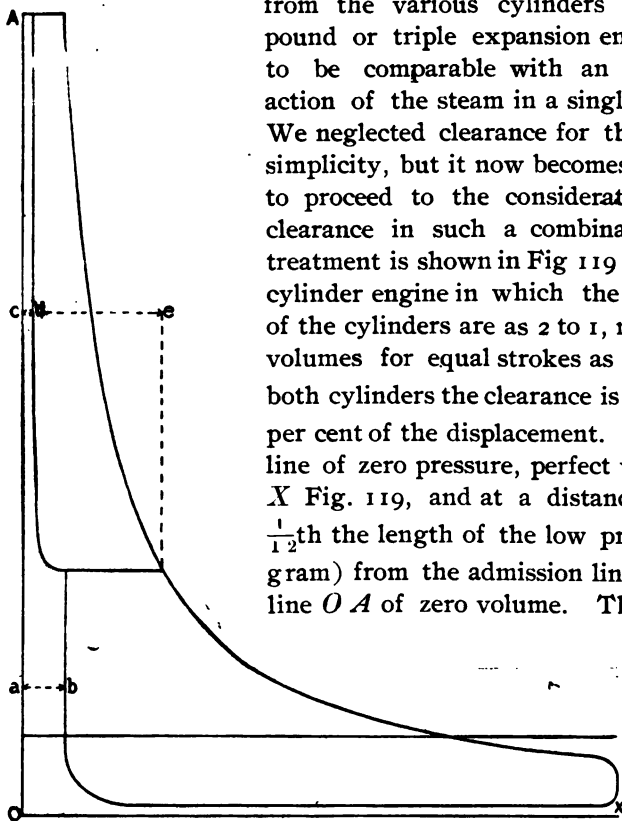 from the various cylinders
pound or triple expansion en
to be comparable with an
action of the steam in a singl
We neglected clearance for th
simplicity, but it now becomes
to proceed to the considerat
clearance in such a combina
treatment is shown in Fig 119
cylinder engine in which the
of the cylinders are as 2 to 1, 1
volumes for equal strokes as
both cylinders the clearance is
per cent of the displacement.
line of zero pressure, perfect v
X Fig. 119, and at a distanc
1/12th the length of the low pr
gram) from the admission lin
line O A of zero volume. Th
A
c d e
a b
O x